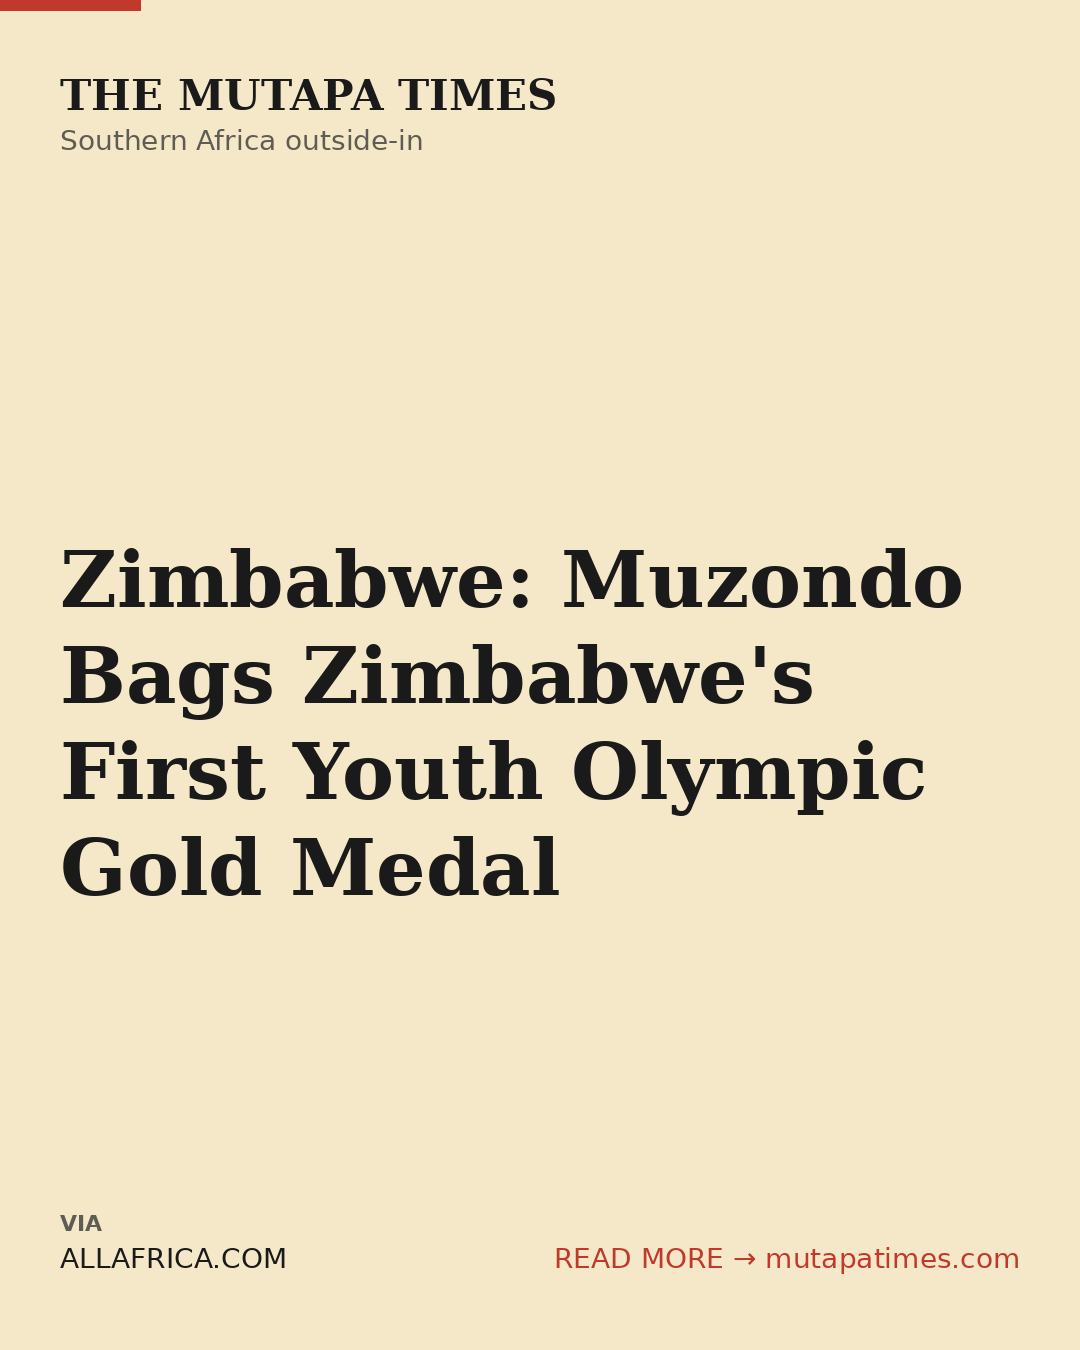 THE MUTAPA TIMES
Southern Africa outside-in
Zimbabwe: Muzondo
Bags Zimbabwe's
First Youth Olympic
Gold Medal
VIA
ALLAFRICA.COM
READ MORE → mutapatimes.com